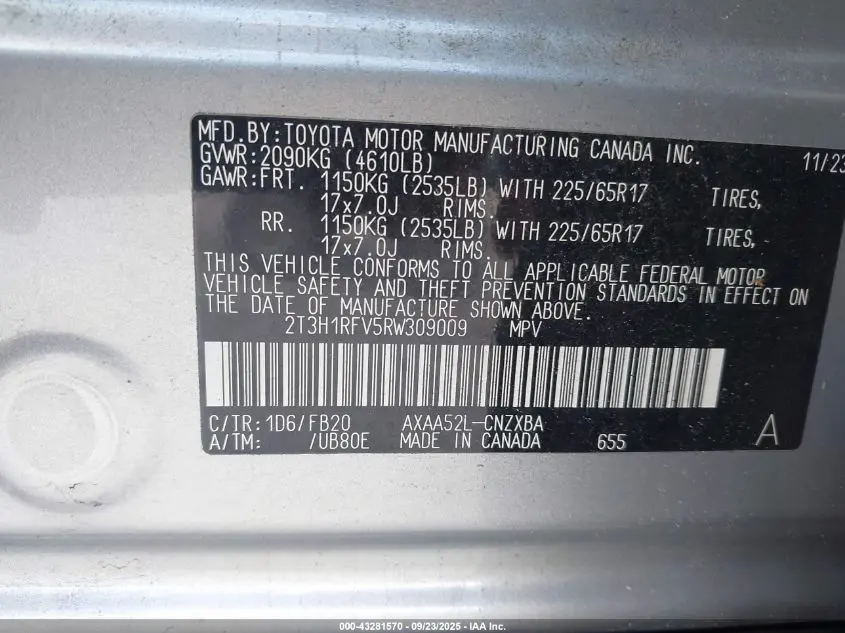 MFD.BY:TOYOTA MOTOR MANUFACTURING CANADA INC. 11/23
GVWR:2090KG (4610LB)
GAWR:FRT. 1150KG (2535LB) WITH 225/65R17 TIRES,
17x7.0J RIMS.
RR. 1150KG (2535LB) WITH 225/65R17 TIRES,
17x7.0J RIMS.
THIS VEHICLE CONFORMS TO ALL APPLICABLE FEDERAL MOTOR
VEHICLE SAFETY AND THEFT PREVENTION STANDARDS IN EFFECT ON
THE DATE OF MANUFACTURE SHOWN ABOVE.
2T3H1RFV5RW309009 MPV
C/TR:1D6/FB20 AXAA52L-CNZXBA
A/TM: /UB80E MADE IN CANADA 655 A
000-43281570 - 09/23/2025 - IAA Inc.